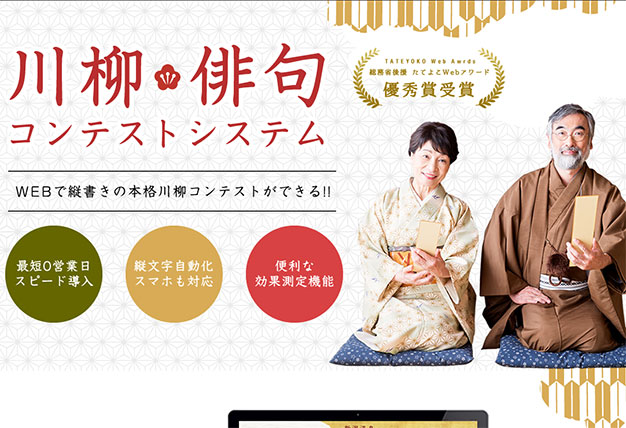 川柳 俳句
コンテストシステム
TATEYOKO Web Awrds
総務省後援 たてよこWebアワード
優秀賞受賞
WEBで縦書きの本格川柳コンテストができる!!
最短0営業日
スピード導入
縦文字自動化
スマホも対応
便利な
効果測定機能